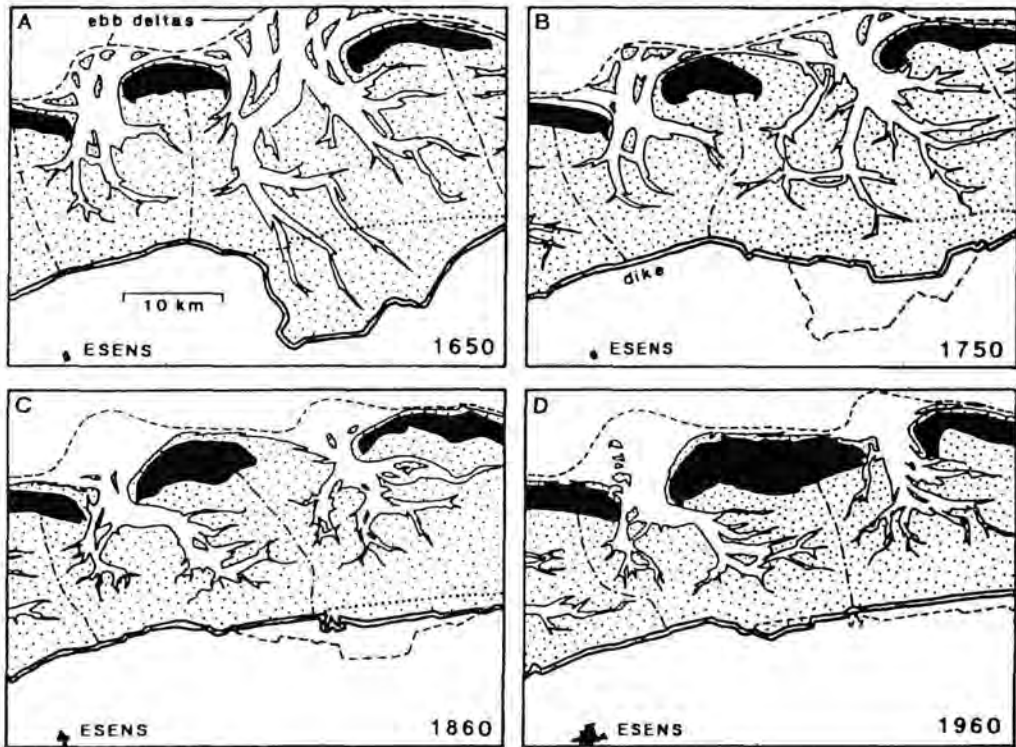 A
ebb deltas
10 km
ESENS
1650
B
dike
ESENS
1750
C
ESENS
1860
D
ESENS
1960